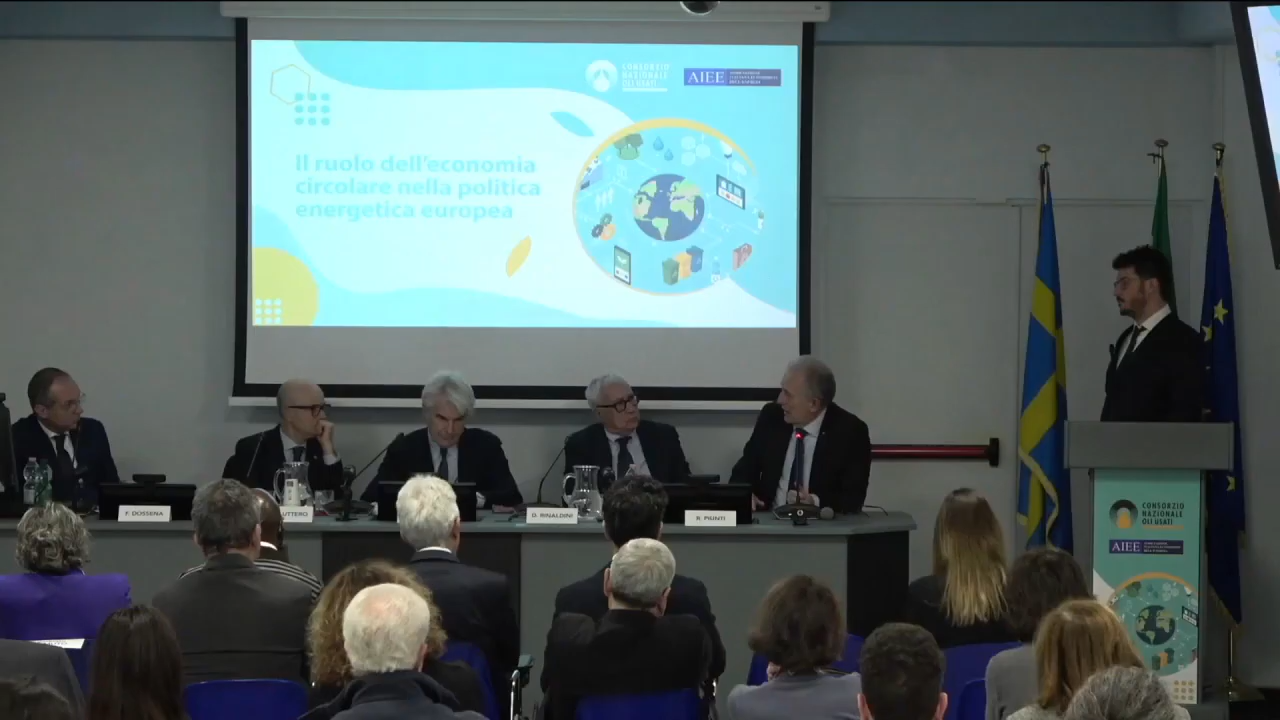 CONSORZIO
NAZIONALE
OLI USATI
AIEE
Il ruolo dell'economia
circolare nella politica
energetica europea
F. DOSSENA
UTTERO
D. RINALDINI
R. PIUNTI
CONSORZIO
NAZIONALE
OLI USATI
AIEE